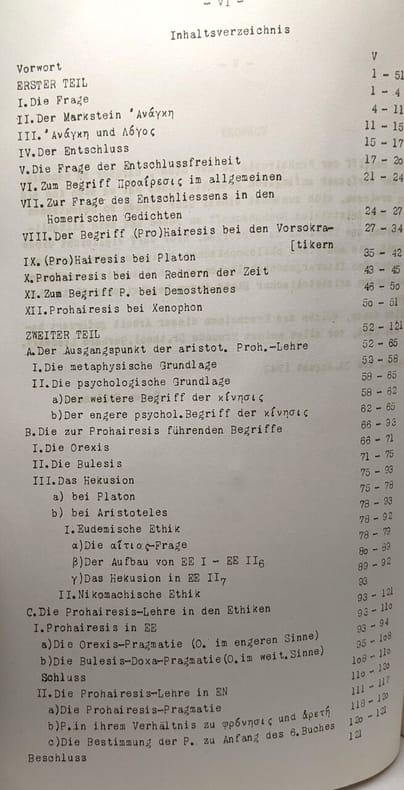 - VI -
Inhaltsverzeichnis
Vorwort V
ERSTER TEIL 1 - 51
I.Die Frage 1 - 4
II.Der Markstein Ἀνάγκη 4 - 11
III.Ἀνάγκη und Λόγος 11 - 15
IV.Der Entschluss 15 - 17
V.Die Frage der Entschlussfreiheit 17 - 20
VI.Zum Begriff Προαίρεσις im allgemeinen 21 - 24
VII.Zur Frage des Entschliessens in den
Homerischen Gedichten 24 - 27
VIII.Der Begriff (Pro)Hairesis bei den Vorsokra- 27 - 34
[tikern
IX.(Pro)Hairesis bei Platon 35 - 42
X.Prohairesis bei den Rednern der Zeit 43 - 45
XI.Zum Begriff P. bei Demosthenes 46 - 50
XII.Prohairesis bei Xenophon 50 - 51
ZWEITER TEIL 52 - 121
A.Der Ausgangspunkt der aristot. Proh.-Lehre 52 - 65
I.Die metaphysische Grundlage 53 - 58
II.Die psychologische Grundlage 58 - 65
a)Der weitere Begriff der κίνησις 58 - 62
b)Der engere psychol.Begriff der κίνησις 62 - 65
B.Die zur Prohairesis führenden Begriffe 66 - 93
I.Die Orexis 66 - 71
II.Die Bulesis 71 - 75
III.Das Hekusion 75 - 93
a) bei Platon 75 - 78
b) bei Aristoteles 78 - 93
I.Eudemische Ethik 78 - 92
α)Die αἴτιος-Frage 78 - 79
β)Der Aufbau von EE I - EE II6 80 - 89
γ)Das Hekusion in EE II7 89 - 92
II.Nikomachische Ethik 93
C.Die Prohairesis-Lehre in den Ethiken 93 - 121
I.Prohairesis in EE 93 - 110
a)Die Orexis-Pragmatie (O. im engeren Sinne) 93 - 94
b)Die Bulesis-Doxa-Pragmatie(O.im weit.Sinne) 95 - 108
Schluss 108 - 110
II.Die Prohairesis-Lehre in EN 110 - 120
a)Die Prohairesis-Pragmatie 111 - 117
b)P.in ihrem Verhältnis zu φρόνησις und ἀρετή 118 - 120
c)Die Bestimmung der P. zu Anfang des 6.Buches 120 - 121
Beschluss 121